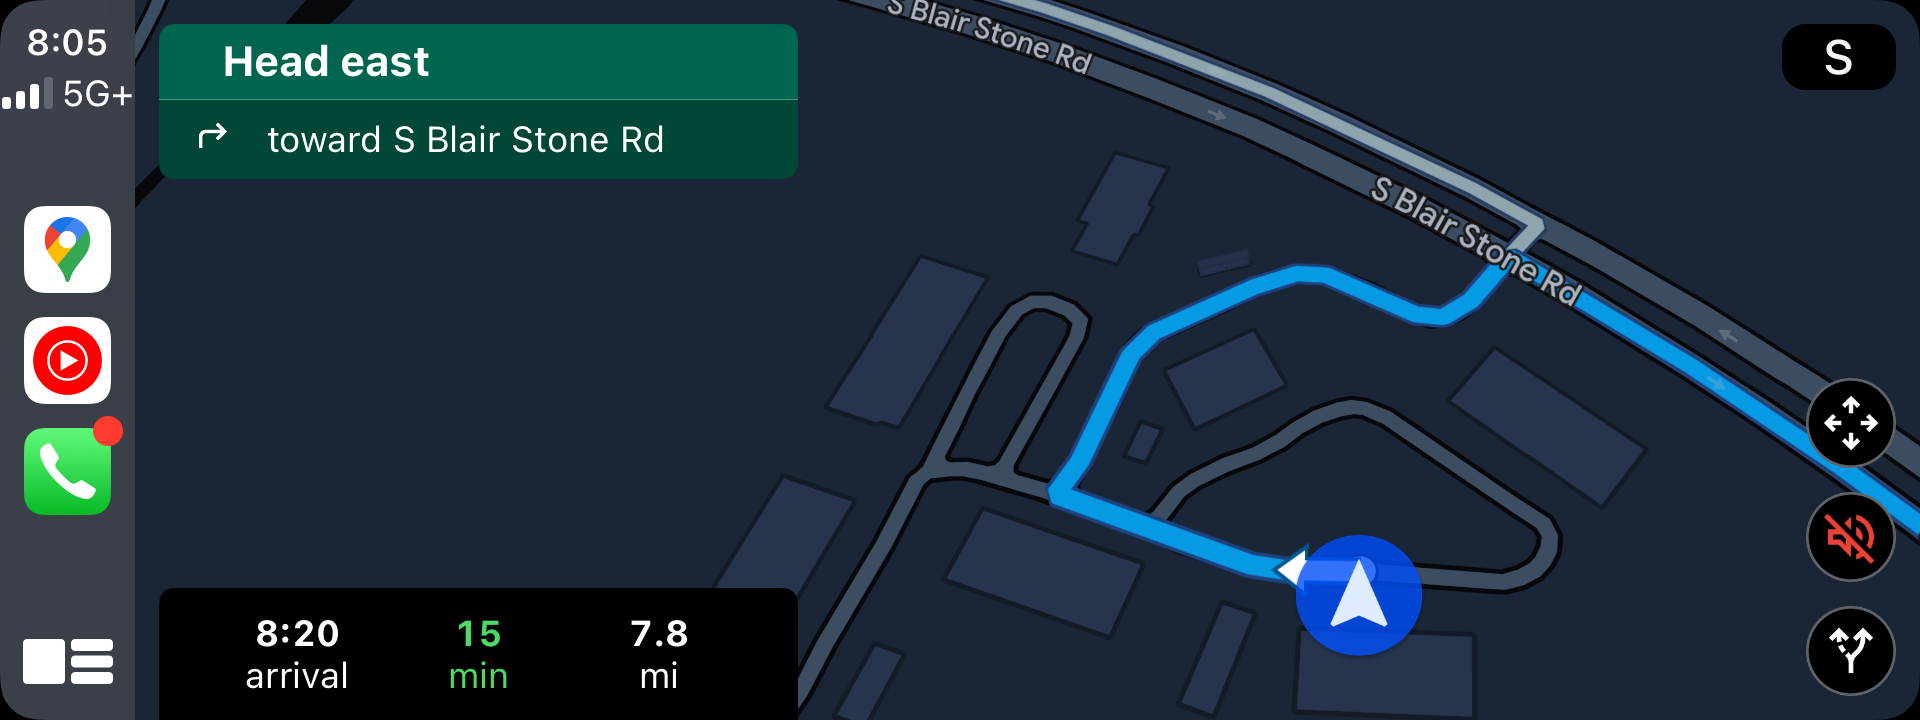 8:05
5G+
Head east
toward S Blair Stone Rd
S Blair Stone Rd
S
S Blair Stone Rd
8:20
15
7.8
arrival
min
mi